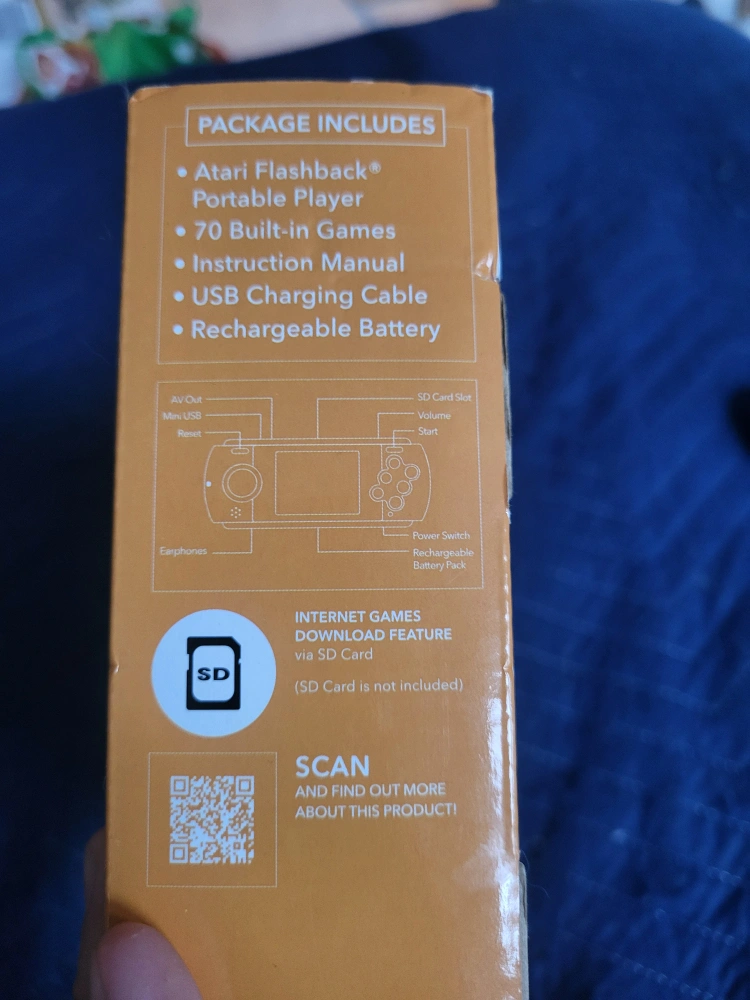 PACKAGE INCLUDES
• Atari Flashback®
Portable Player
• 70 Built-in Games
• Instruction Manual
• USB Charging Cable
• Rechargeable Battery
AV Out
Mini USB
Reset
SD Card Slot
Volume
Start
Earphones
Power Switch
Rechargeable
Battery Pack
SD
INTERNET GAMES
DOWNLOAD FEATURE
via SD Card
(SD Card is not included)
SCAN
AND FIND OUT MORE
ABOUT THIS PRODUCT!